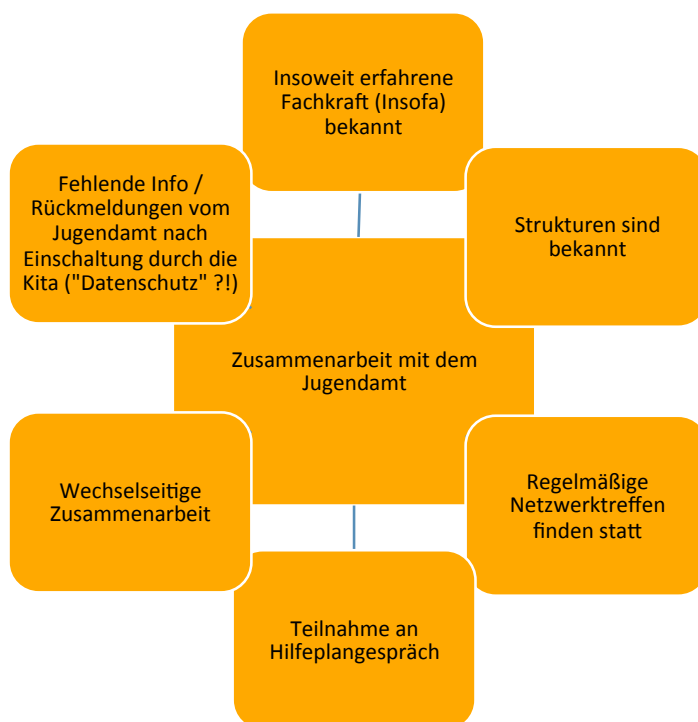 Insoweit erfahrene
Fachkraft (Insofa)
bekannt
Strukturen sind
bekannt
Regelmäßige
Netzwerktreffen
finden statt
Teilnahme an
Hilfeplangespräch
Wechselseitige
Zusammenarbeit
Fehlende Info /
Rückmeldungen vom
Jugendamt nach
Einschaltung durch die
Kita ("Datenschutz" ?!)
Zusammenarbeit mit dem
Jugendamt